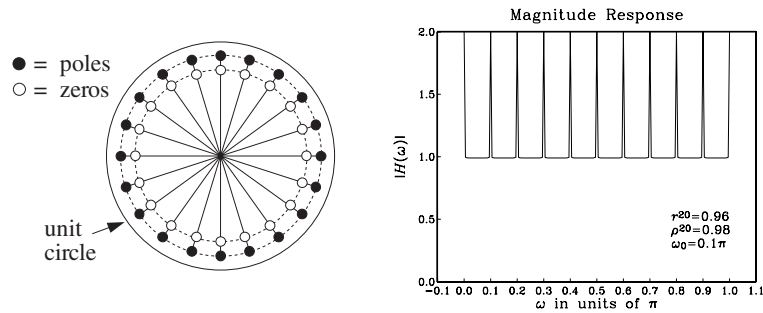 ● = poles
○ = zeros
unit
circle
Magnitude Response
|H(ω)|
2.0
1.5
1.0
0.5
0.0
r²⁰=0.96
ρ²⁰=0.98
ω₀=0.1π
-0.1 0.0 0.1 0.2 0.3 0.4 0.5 0.6 0.7 0.8 0.9 1.0 1.1
ω in units of π